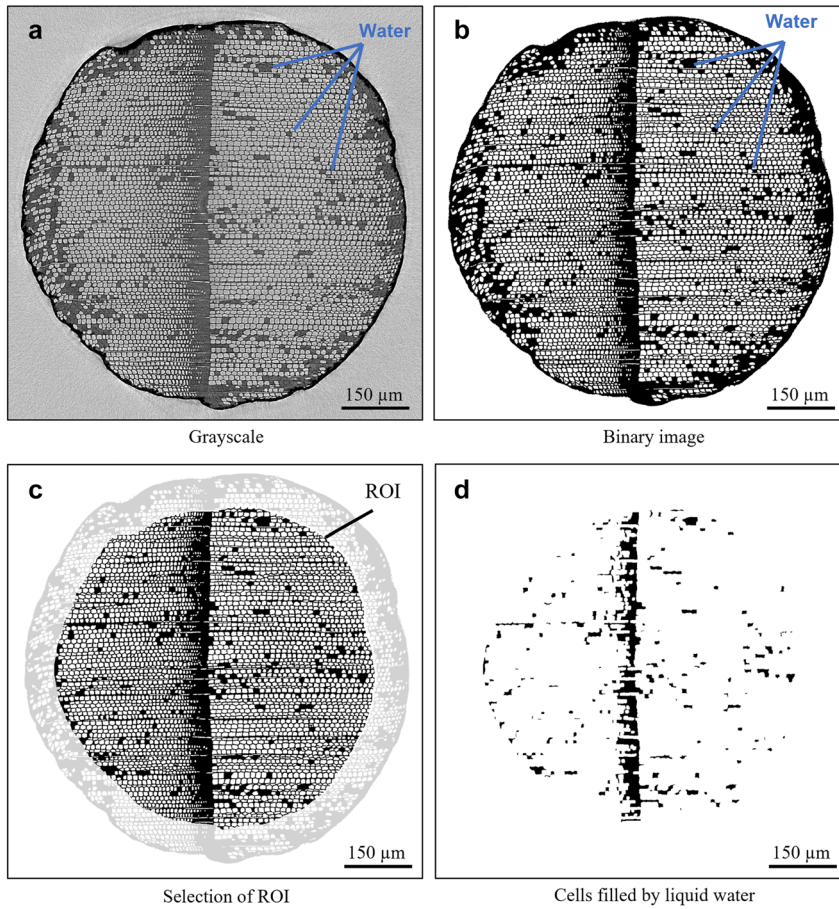 a
Water
150 µm
Grayscale
b
Water
150 µm
Binary image
c
ROI
150 µm
Selection of ROI
d
150 µm
Cells filled by liquid water